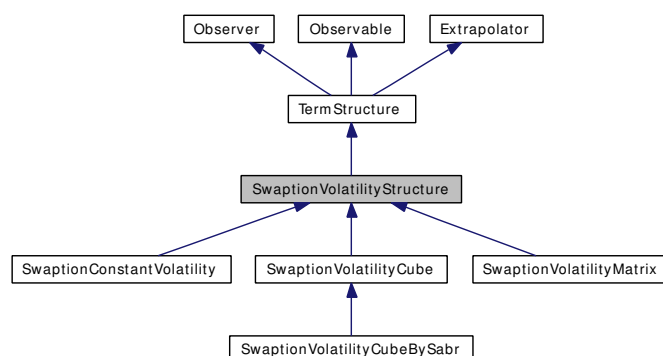 Observer
Observable
Extrapolator
TermStructure
SwaptionVolatilityStructure
SwaptionConstantVolatility
SwaptionVolatilityCube
SwaptionVolatilityMatrix
SwaptionVolatilityCubeBySabr